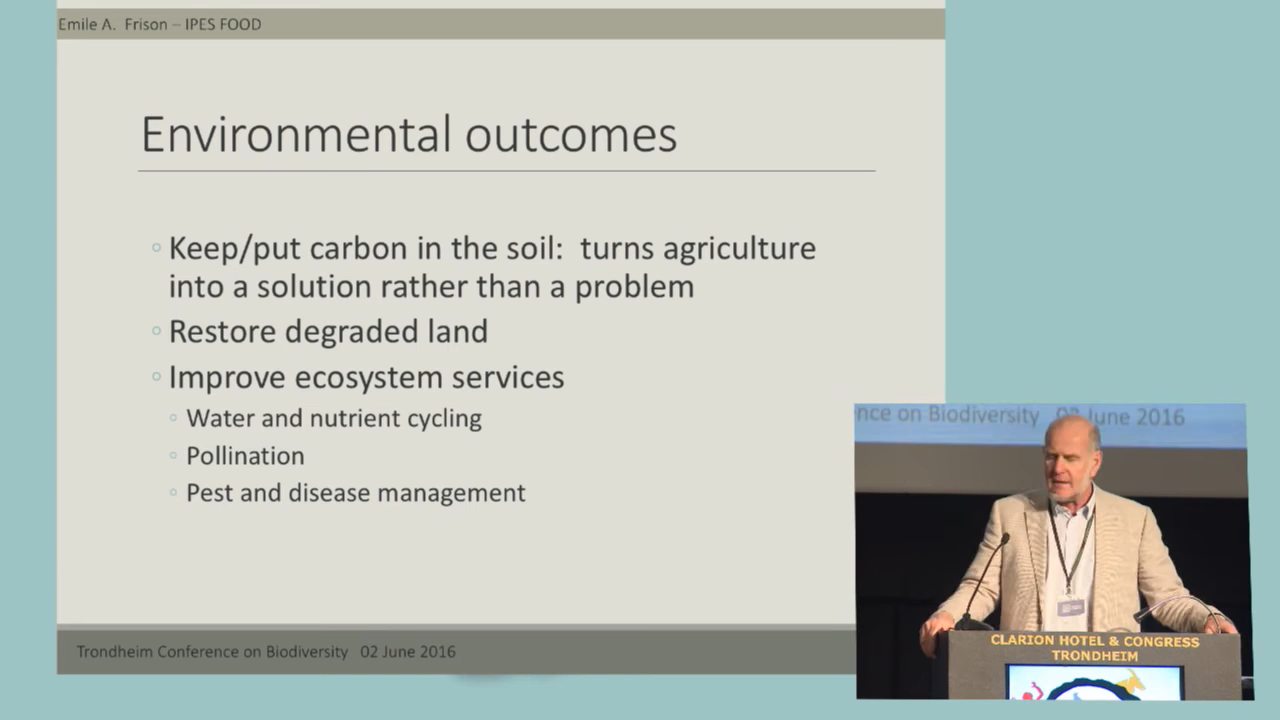 Emile A. Frison – IPES FOOD
Environmental outcomes
Keep/put carbon in the soil: turns agriculture
into a solution rather than a problem
Restore degraded land
Improve ecosystem services
Water and nutrient cycling
Pollination
Pest and disease management
Trondheim Conference on Biodiversity 02 June 2016
nce on Biodiversity 02 June 2016
CLARION HOTEL & CONGRESS
TRONDHEIM